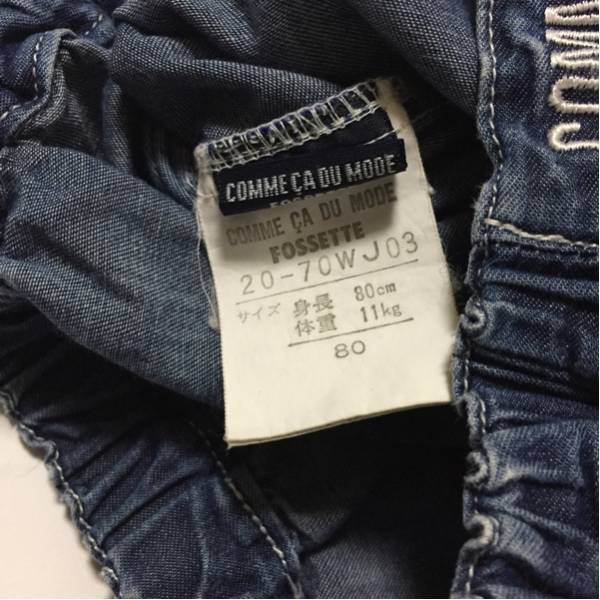 COMME ÇA DU MODE
COMME ÇA DU MODE
FOSSETTE
20-70WJ03
サイズ 身長 80cm
体重 11kg
80